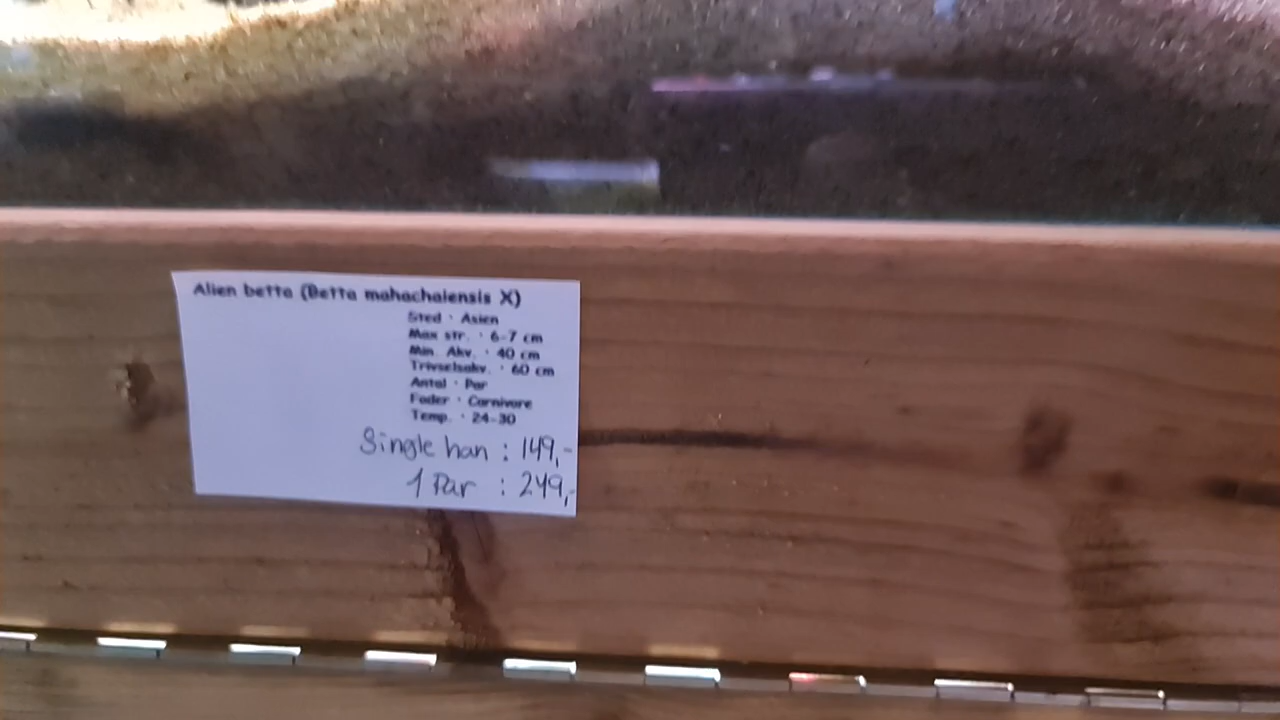 Alien betta (Betta mahachaiensis X)
Sted : Asien
Max str. : 6-7 cm
Min. Akv. : 40 cm
Trivselsakv. : 60 cm
Antal : Par
Foder : Carnivore
Temp. : 24-30
Single han : 149,-
1 Par : 249,-